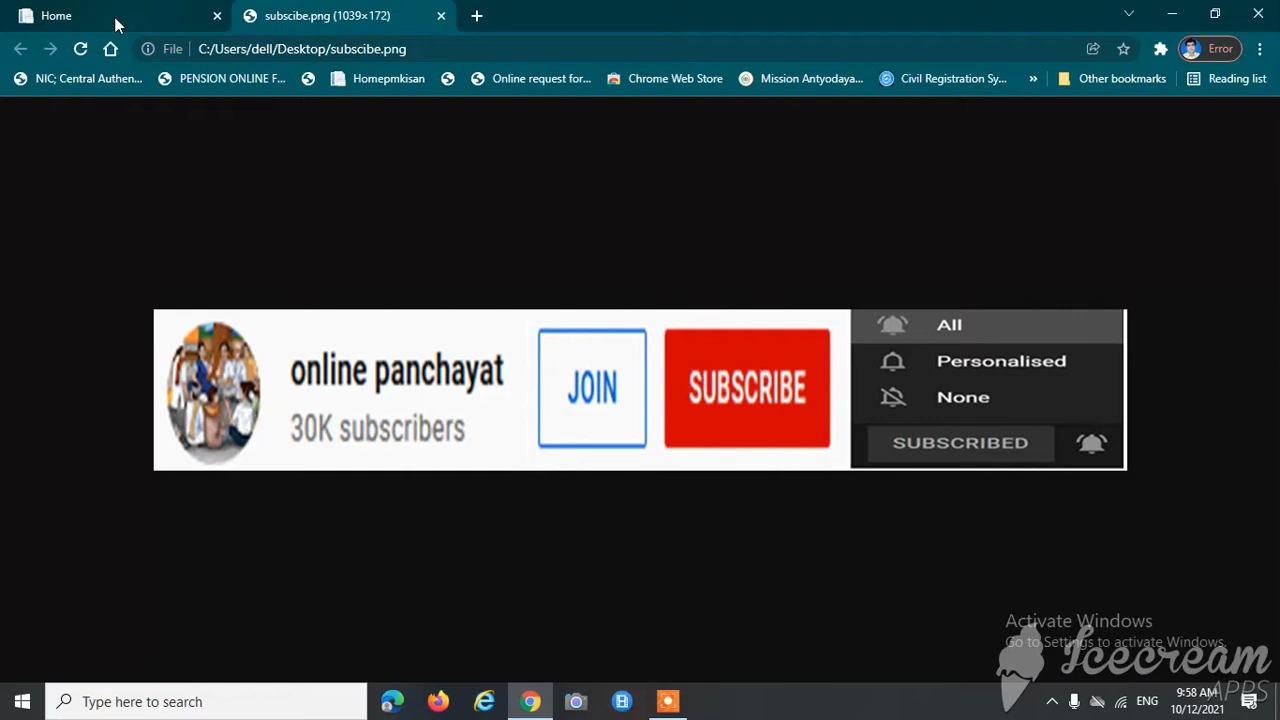 Home
subscibe.png (1039×172)
File
C:/Users/dell/Desktop/subscibe.png
Error
NIC; Central Authen...
PENSION ONLINE F...
Homepmkisan
Online request for...
Chrome Web Store
Mission Antyodaya...
Civil Registration Sy...
»
Other bookmarks
Reading list
online panchayat
30K subscribers
JOIN
SUBSCRIBE
All
Personalised
None
SUBSCRIBED
Activate Windows
Go to Settings to activate Windows.
Icecream
APPS
Type here to search
ENG
9:58 AM
10/12/2021